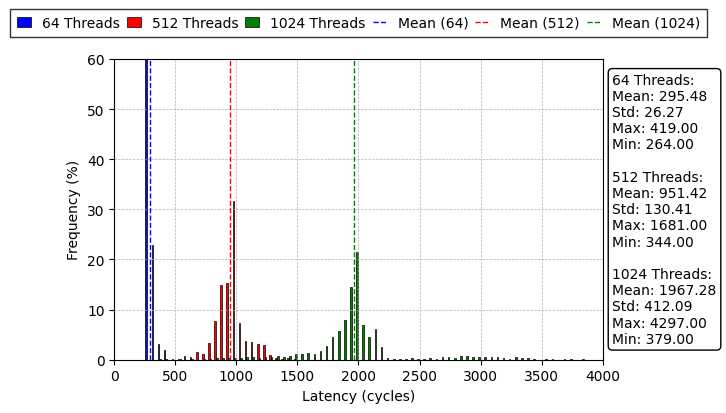 64 Threads 512 Threads 1024 Threads Mean (64) Mean (512) Mean (1024)
60
50
40
30
20
10
0
Frequency (%)
0 500 1000 1500 2000 2500 3000 3500 4000
Latency (cycles)
64 Threads:
Mean: 295.48
Std: 26.27
Max: 419.00
Min: 264.00
512 Threads:
Mean: 951.42
Std: 130.41
Max: 1681.00
Min: 344.00
1024 Threads:
Mean: 1967.28
Std: 412.09
Max: 4297.00
Min: 379.00